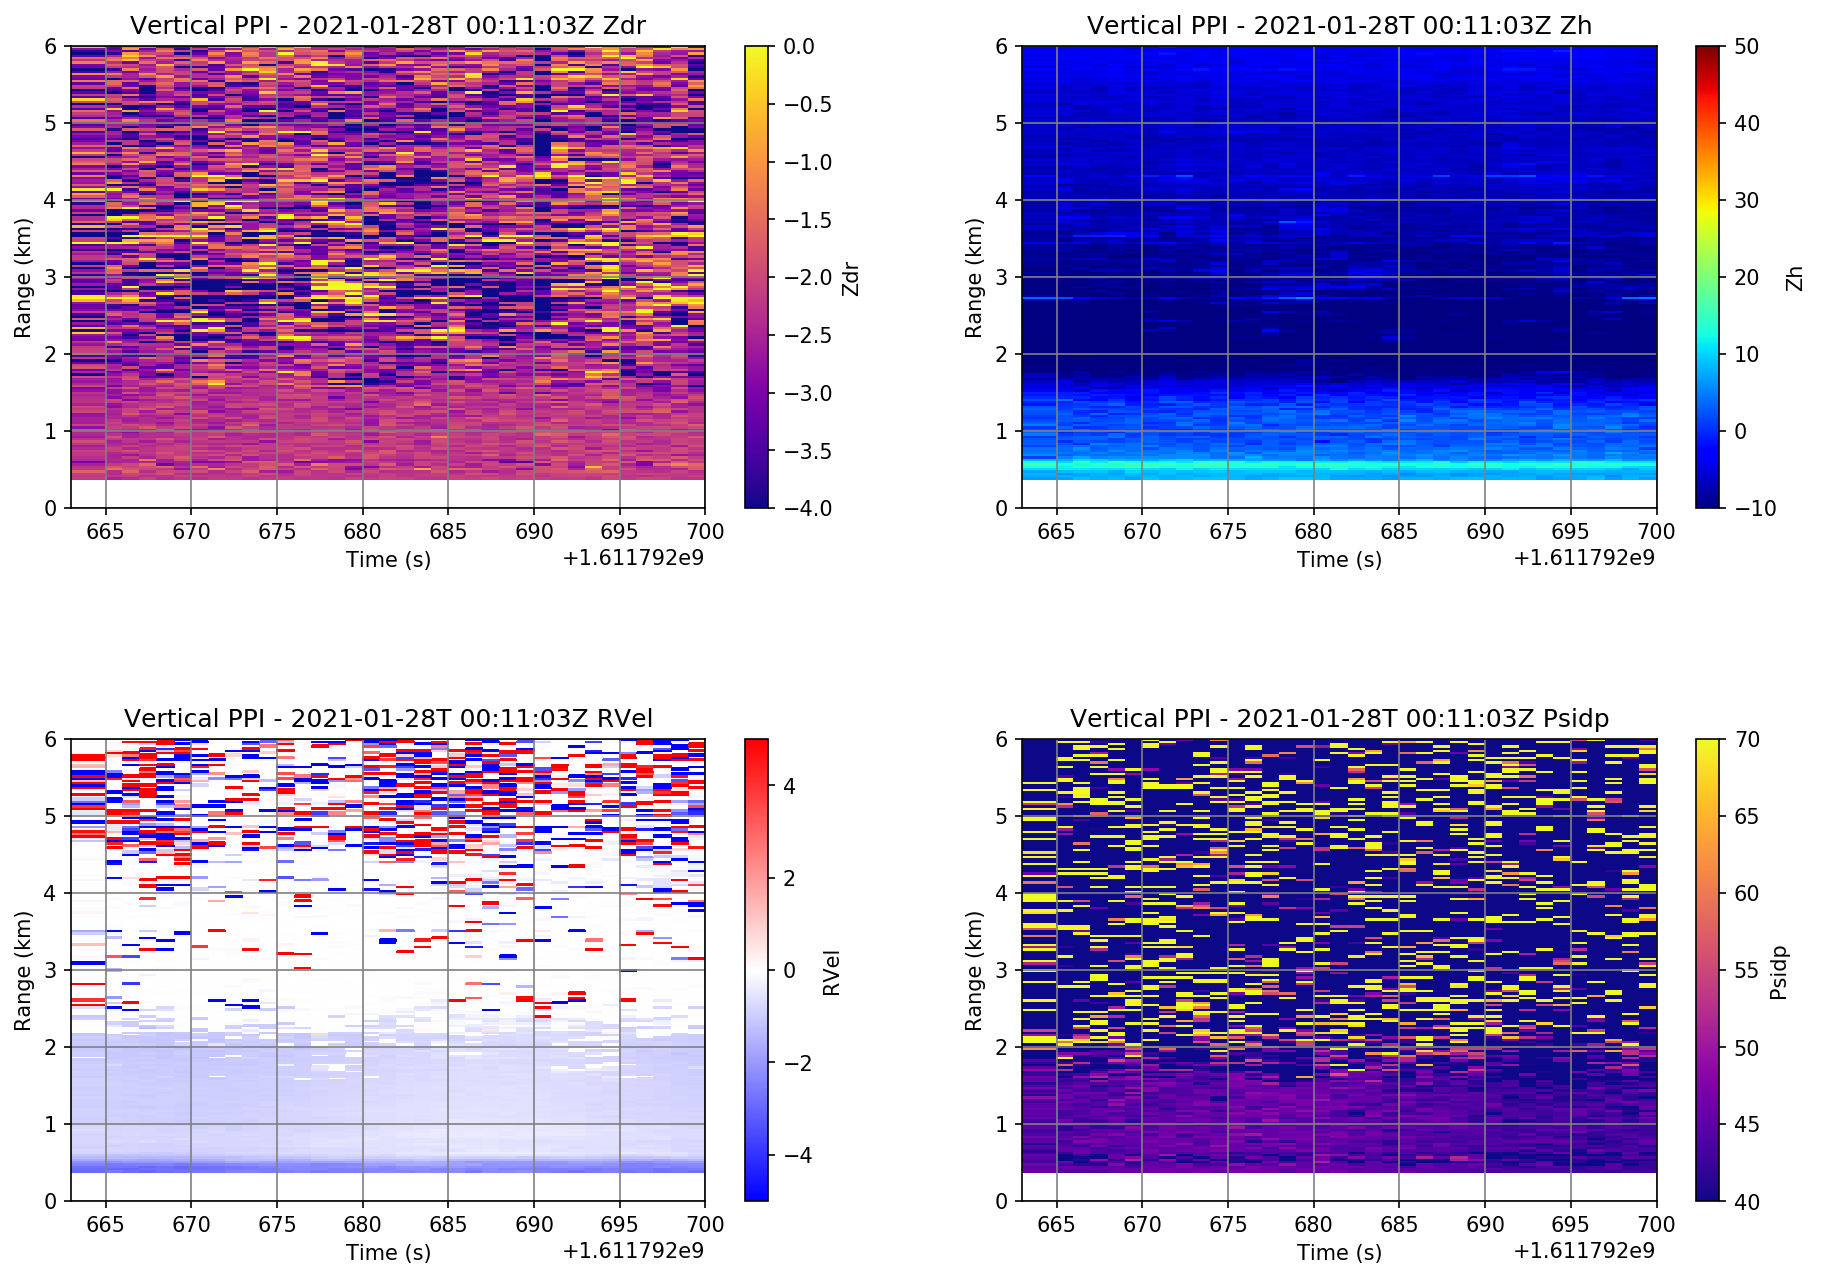 Vertical PPI - 2021-01-28T 00:11:03Z Zdr
6
5
4
3
2
1
0
Range (km)
665 670 675 680 685 690 695 700
Time (s)
+1.611792e9
0.0
−0.5
−1.0
−1.5
−2.0
−2.5
−3.0
−3.5
−4.0
Zdr
Vertical PPI - 2021-01-28T 00:11:03Z Zh
6
5
4
3
2
1
0
Range (km)
665 670 675 680 685 690 695 700
Time (s)
+1.611792e9
50
40
30
20
10
0
−10
Zh
Vertical PPI - 2021-01-28T 00:11:03Z RVel
6
5
4
3
2
1
0
Range (km)
665 670 675 680 685 690 695 700
Time (s)
+1.611792e9
4
2
0
−2
−4
RVel
Vertical PPI - 2021-01-28T 00:11:03Z Psidp
6
5
4
3
2
1
0
Range (km)
665 670 675 680 685 690 695 700
Time (s)
+1.611792e9
70
65
60
55
50
45
40
Psidp